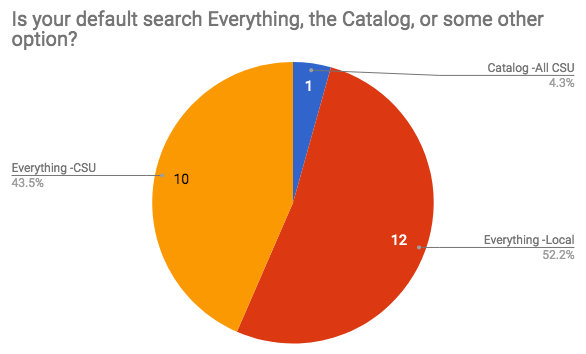 Is your default search Everything, the Catalog, or some other
option?
Catalog -All CSU
4.3%
1
Everything -CSU
43.5%
10
12
Everything -Local
52.2%